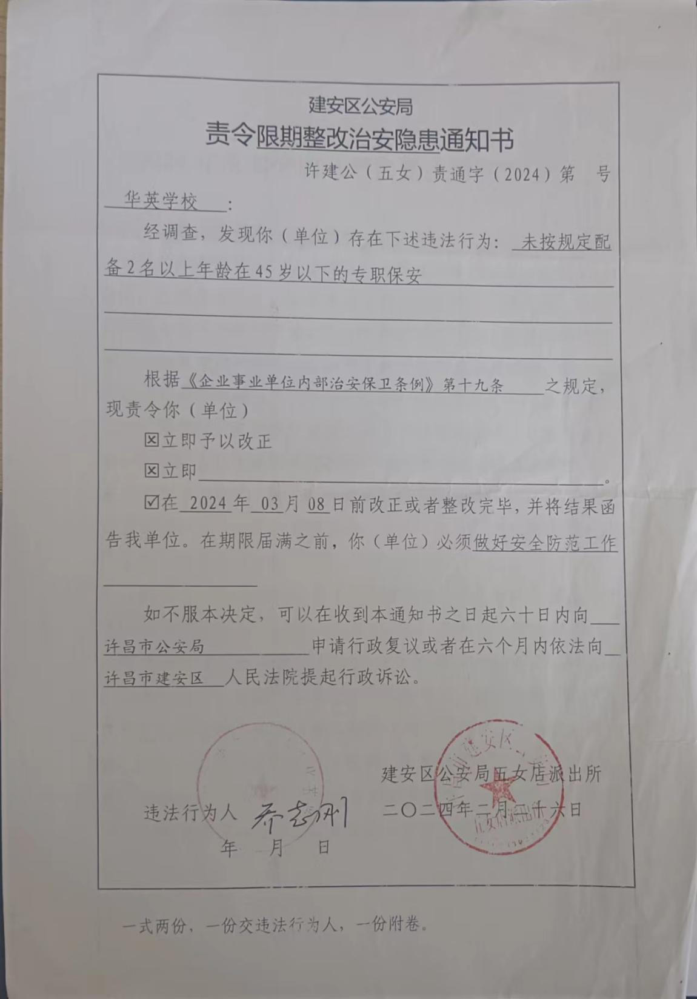 建安区公安局
责令限期整改治安隐患通知书
许建公（五女）责通字（2024）第 号
华英学校：
经调查，发现你（单位）存在下述违法行为：未按规定配
备2名以上年龄在45岁以下的专职保安
根据《企业事业单位内部治安保卫条例》第十九条之规定，
现责令你（单位）
☒立即予以改正
☒立即。
☑在 2024 年 03 月 08 日前改正或者整改完毕，并将结果函
告我单位。在期限届满之前，你（单位）必须做好安全防范工作
如不服本决定，可以在收到本通知书之日起六十日内向
许昌市公安局 申请行政复议或者在六个月内依法向
许昌市建安区 人民法院提起行政诉讼。
建安区公安局五女店派出所
违法行为人 乔志刚 二〇二四年二月二十六日
年 月 日
一式两份，一份交违法行为人，一份附卷。